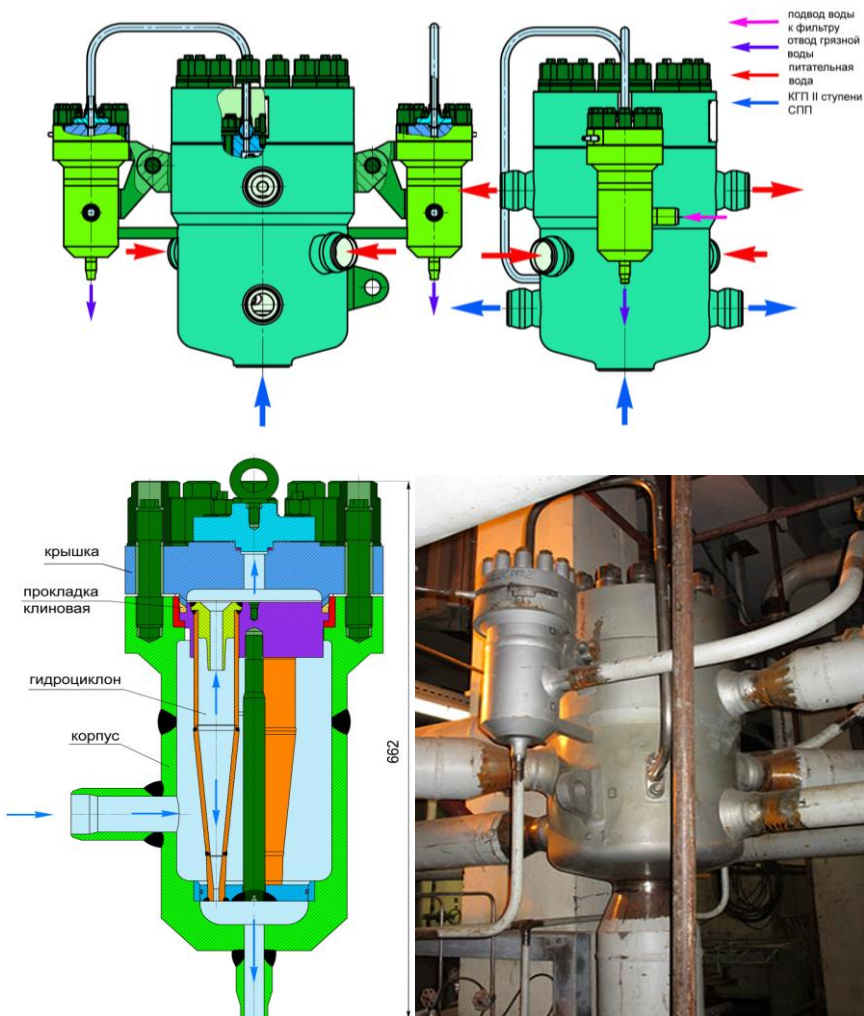 подвод воды
к фильтру
отвод грязной
воды
питательная
вода
КГП II ступени
СПП
крышка
прокладка
клиновая
гидроциклон
корпус
662